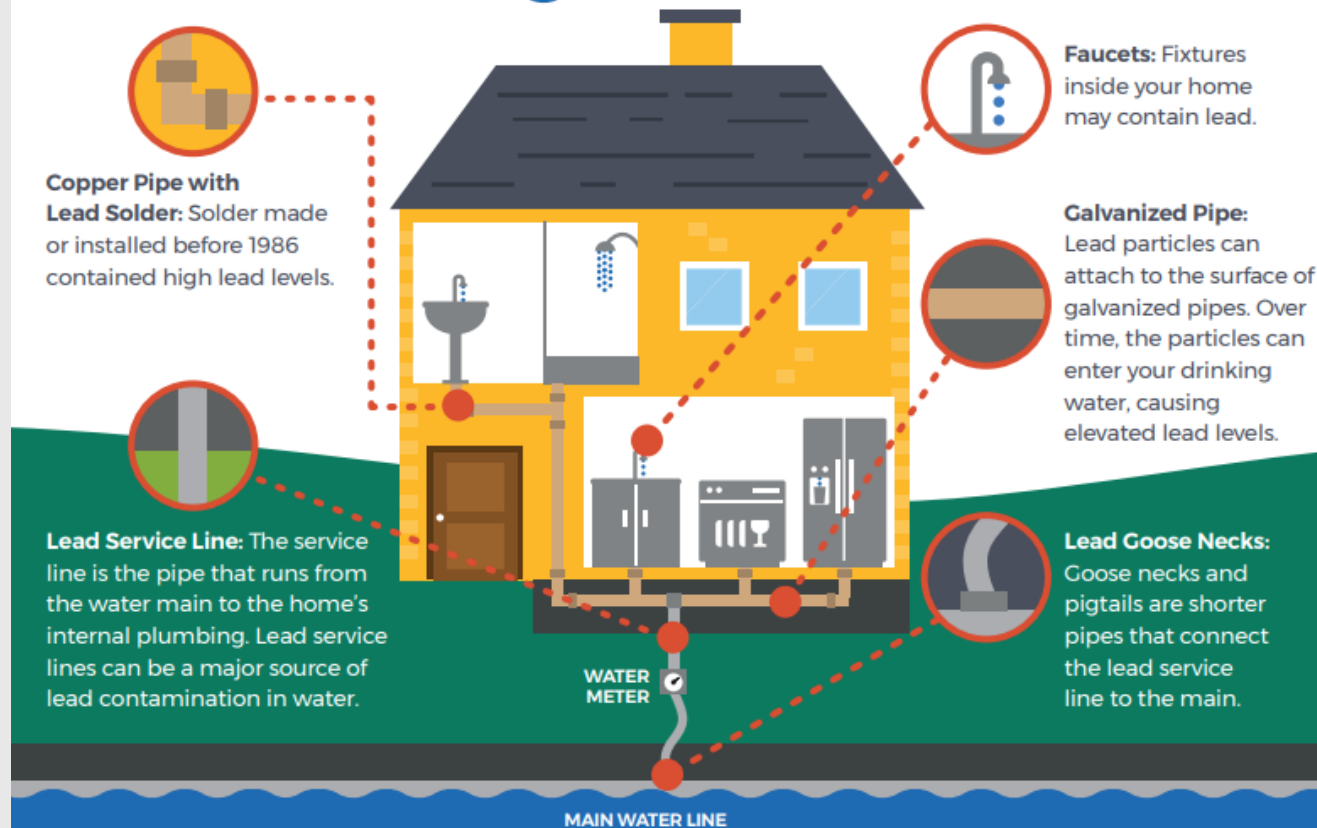 Copper Pipe with
Lead Solder: Solder made
or installed before 1986
contained high lead levels.
Faucets: Fixtures
inside your home
may contain lead.
Galvanized Pipe:
Lead particles can
attach to the surface of
galvanized pipes. Over
time, the particles can
enter your drinking
water, causing
elevated lead levels.
Lead Service Line: The service
line is the pipe that runs from
the water main to the home's
internal plumbing. Lead service
lines can be a major source of
lead contamination in water.
WATER
METER
Lead Goose Necks:
Goose necks and
pigtails are shorter
pipes that connect
the lead service
line to the main.
MAIN WATER LINE